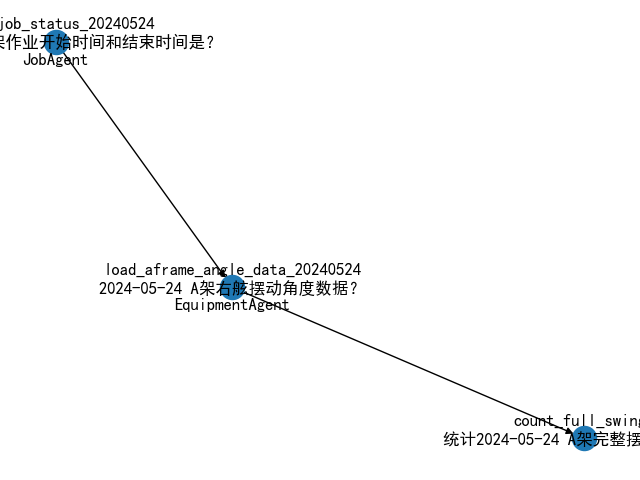 job_status_20240524
架作业开始时间和结束时间是?
JobAgent
load_aframe_angle_data_20240524
2024-05-24 A架右舷摆动角度数据?
EquipmentAgent
count_full_swing
统计2024-05-24 A架完整摆